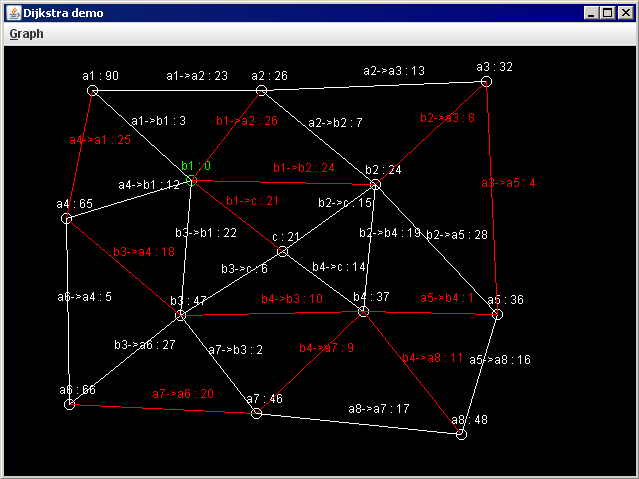 Dijkstra demo
Graph
a3 : 32
a1 : 90 a1->a2 : 23 a2 : 26 a2->a3 : 13
a1->b1 : 3 b1->a2 : 26 a2->b2 : 7 b2->a3 : 8
a4->a1 : 25
b1 : 0 b1->b2 : 24 b2 : 24
a4->b1 : 12 a3->a5 : 4
a4 : 65 b1->c : 21 b2->c : 15
b3->b1 : 22 c : 21 b2->b4 : 19 b2->a5 : 28
b3->a4 : 18
b3->c : 6 b4->c : 14
a6->a4 : 5 b3 : 47 b4->b3 : 10 b4 : 37 a5->b4 : 1 a5 : 36
b3->a6 : 27 a7->b3 : 2 b4->a7 : 9
b4->a8 : 11 a5->a8 : 16
a6 : 66 a7->a6 : 20 a7 : 46
a8->a7 : 17
a8 : 48